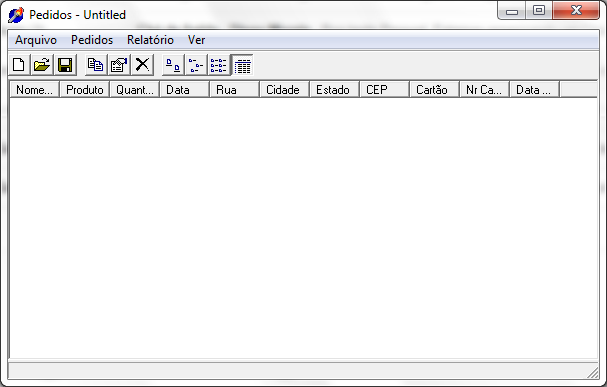 Pedidos - Untitled
Arquivo Pedidos Relatório Ver
Nome... Produto Quant... Data Rua Cidade Estado CEP Cartão Nr Ca... Data ...